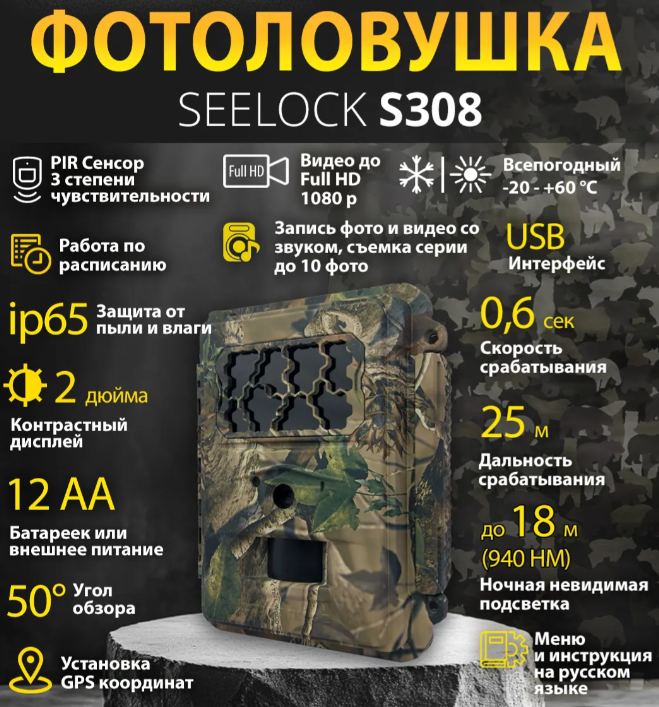 ФОТОЛОВУШКА
SEELOCK S308
PIR Сенсор
3 степени
чувствительности
Full HD
Видео до
Full HD
1080 p
Всепогодный
-20 - +60 °C
Работа по
расписанию
Запись фото и видео со
звуком, съемка серии
до 10 фото
USB
Интерфейс
ip65 Защита от
пыли и влаги
0,6 сек
Скорость
срабатывания
2 дюйма
Контрастный
дисплей
25 м
Дальность
срабатывания
12 AA
Батареек или
внешнее питание
до 18 м
(940 НМ)
Ночная невидимая
подсветка
50° Угол
обзора
Установка
GPS координат
Меню
и инструкция
на русском
языке